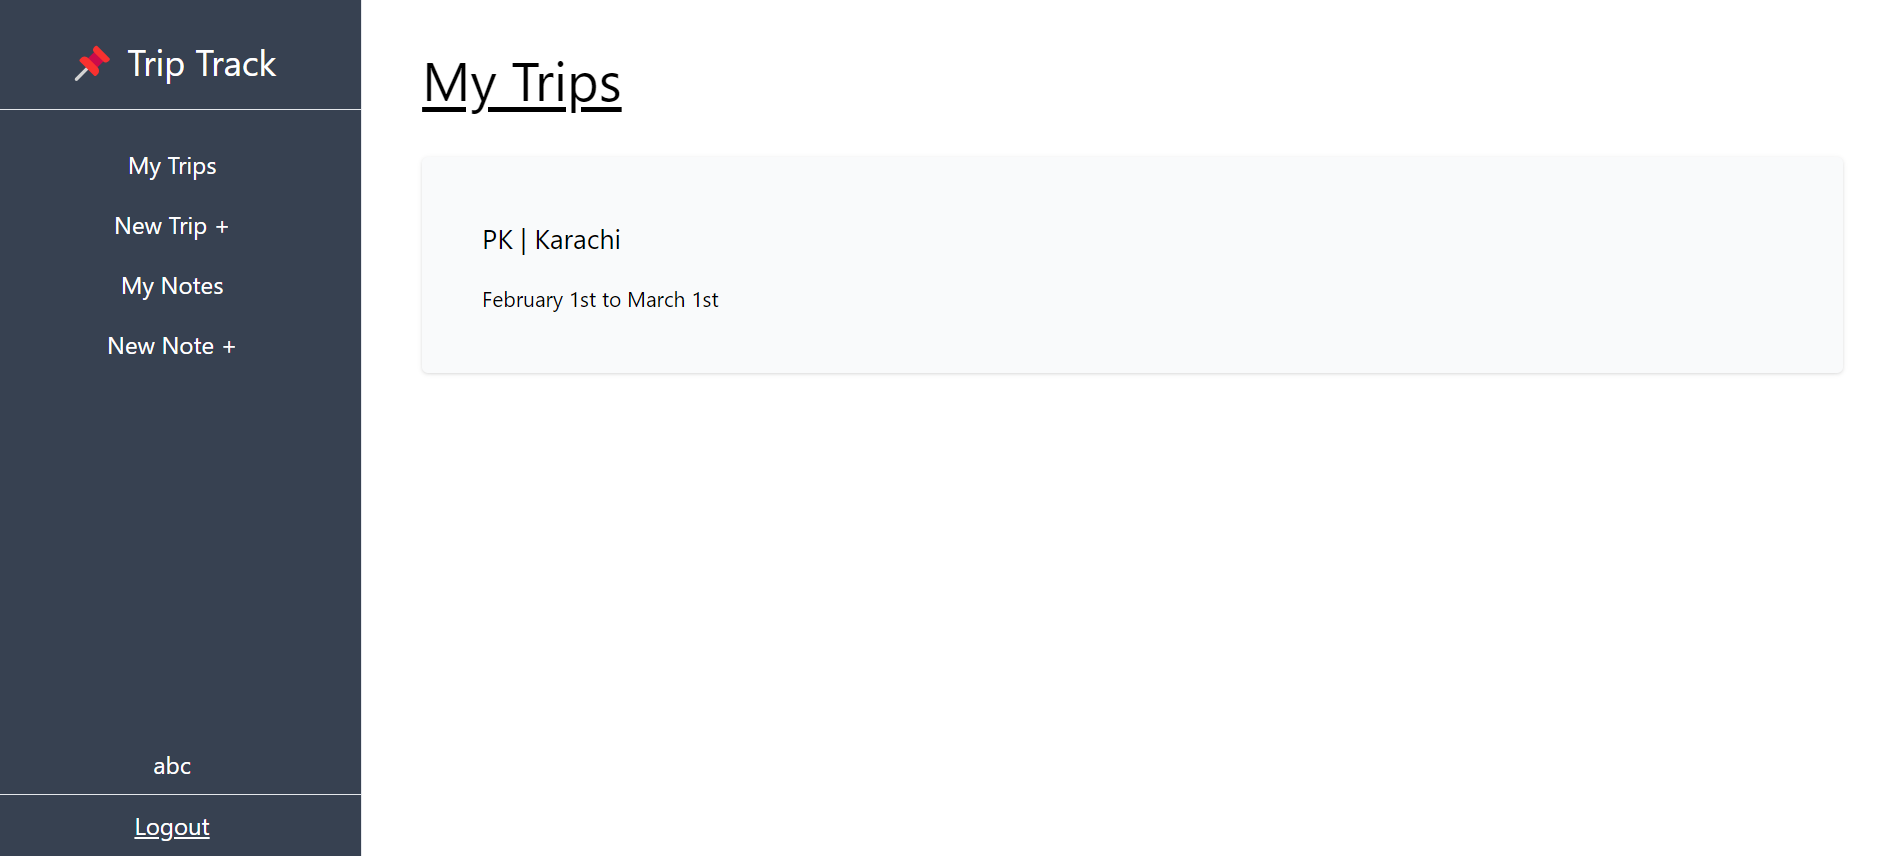 Trip Track
My Trips
New Trip +
My Notes
New Note +
abc
Logout
My Trips
PK | Karachi
February 1st to March 1st